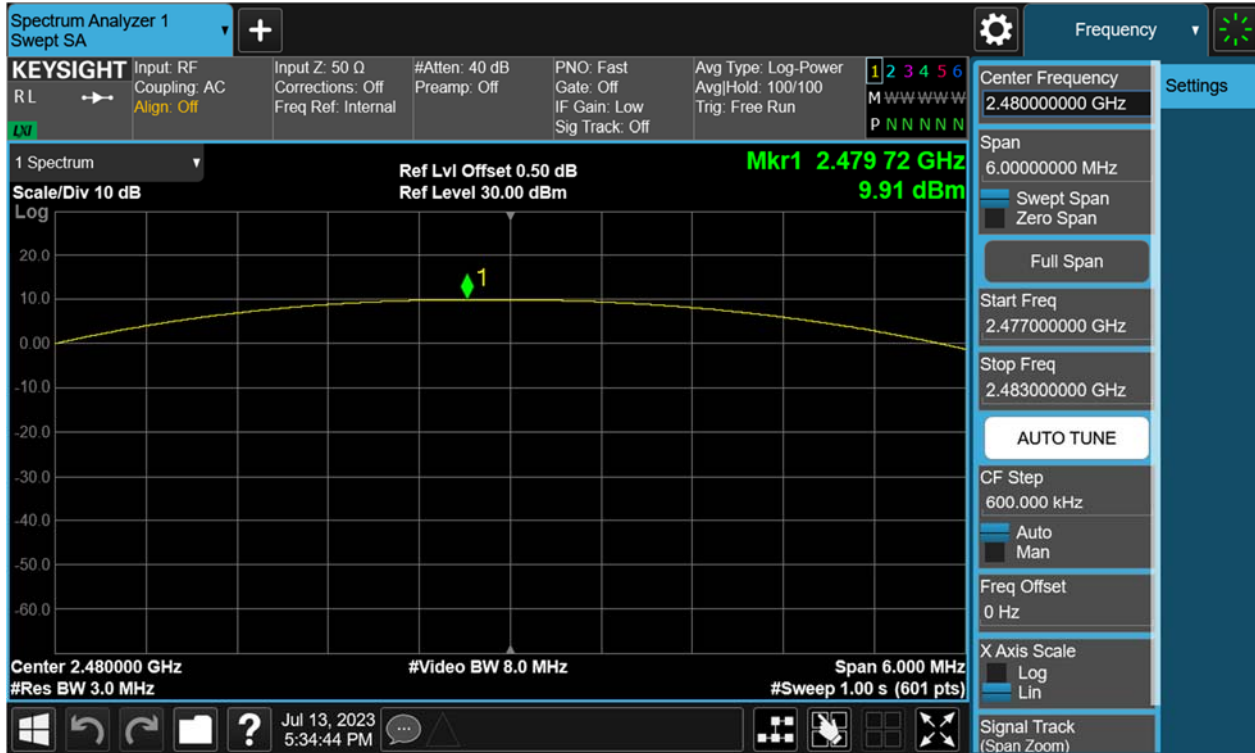 Spectrum Analyzer 1
Swept SA
Frequency
KEYSIGHT
RL
LXI
Input: RF
Coupling: AC
Align: Off
Input Z: 50 Ω
Corrections: Off
Freq Ref: Internal
#Atten: 40 dB
Preamp: Off
PNO: Fast
Gate: Off
IF Gain: Low
Sig Track: Off
Avg Type: Log-Power
Avg|Hold: 100/100
Trig: Free Run
1 2 3 4 5 6
M W W W W W
P N N N N N
1 Spectrum
Scale/Div 10 dB
Ref Lvl Offset 0.50 dB
Ref Level 30.00 dBm
Mkr1 2.479 72 GHz
9.91 dBm
Log
1
20.0
10.0
0.00
-10.0
-20.0
-30.0
-40.0
-50.0
-60.0
Center 2.480000 GHz
#Res BW 3.0 MHz
#Video BW 8.0 MHz
Span 6.000 MHz
#Sweep 1.00 s (601 pts)
Jul 13, 2023
5:34:44 PM
Center Frequency
2.480000000 GHz
Span
6.00000000 MHz
Swept Span
Zero Span
Full Span
Start Freq
2.477000000 GHz
Stop Freq
2.483000000 GHz
AUTO TUNE
CF Step
600.000 kHz
Auto
Man
Freq Offset
0 Hz
X Axis Scale
Log
Lin
Signal Track
(Span Zoom)
Settings